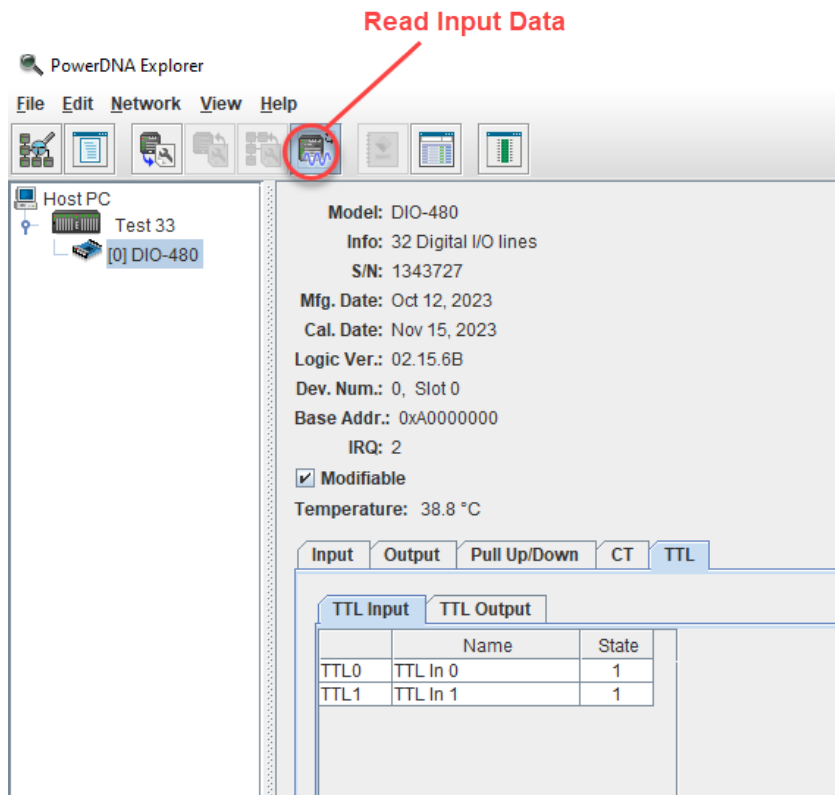 Read Input Data
PowerDNA Explorer
File Edit Network View Help
Host PC
Test 33
[0] DIO-480
Model: DIO-480
Info: 32 Digital I/O lines
S/N: 1343727
Mfg. Date: Oct 12, 2023
Cal. Date: Nov 15, 2023
Logic Ver.: 02.15.6B
Dev. Num.: 0, Slot 0
Base Addr.: 0xA0000000
IRQ: 2
Modifiable
Temperature: 38.8 °C
Input Output Pull Up/Down CT TTL
TTL Input TTL Output
Name State
TTL0 TTL In 0 1
TTL1 TTL In 1 1